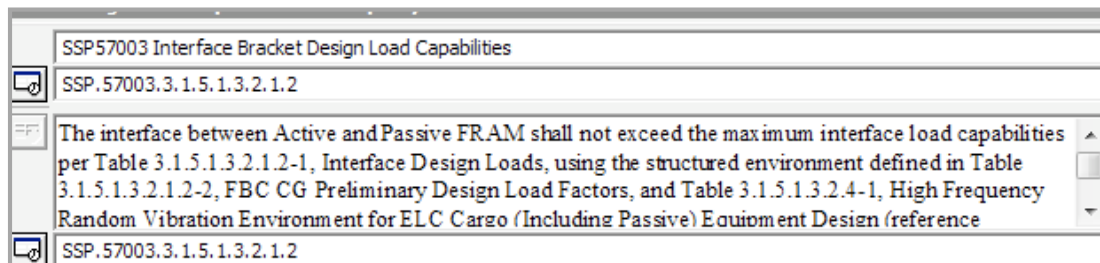 SSP57003 Interface Bracket Design Load Capabilities
SSP.57003.3.1.5.1.3.2.1.2
The interface between Active and Passive FRAM shall not exceed the maximum interface load capabilities
per Table 3.1.5.1.3.2.1.2-1, Interface Design Loads, using the structured environment defined in Table
3.1.5.1.3.2.1.2-2, FBC CG Preliminary Design Load Factors, and Table 3.1.5.1.3.2.4-1, High Frequency
Random Vibration Environment for ELC Cargo (Including Passive) Equipment Design (reference
SSP.57003.3.1.5.1.3.2.1.2